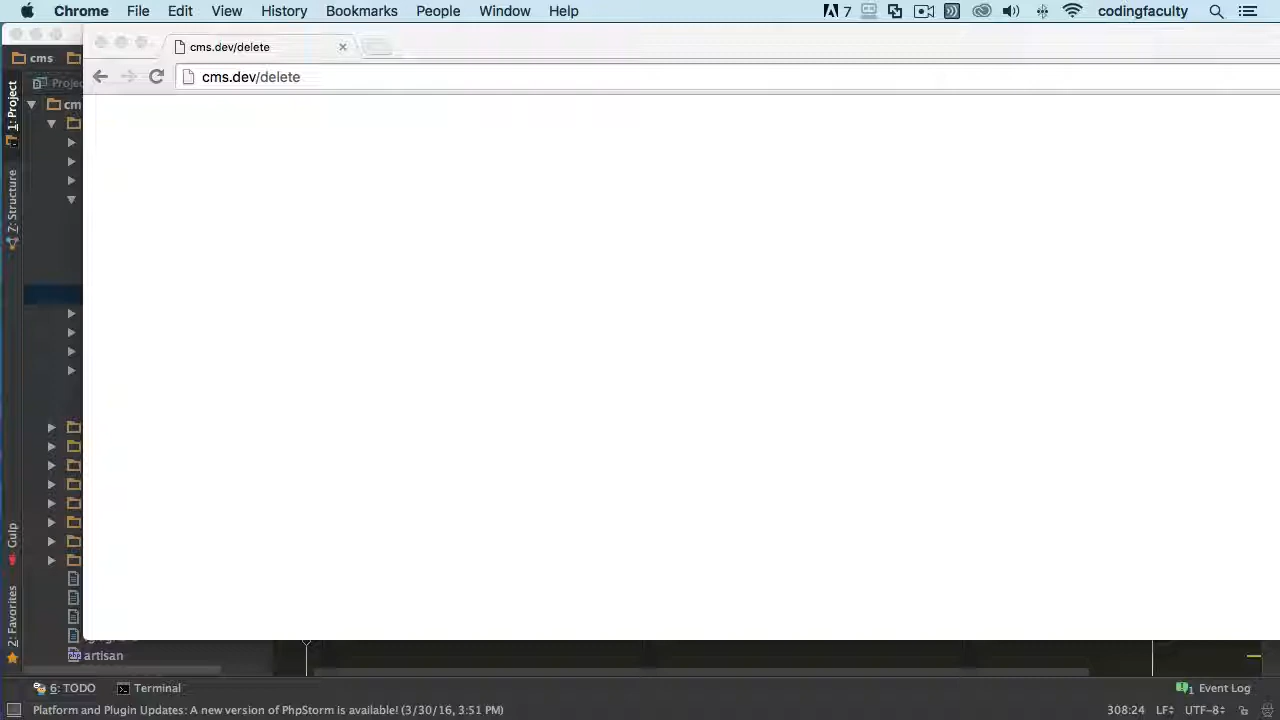 Chrome File Edit View History Bookmarks People Window Help 7 codingfaculty
cms.dev/delete
cms
cms.dev/delete
Projec
cm
1: Project
Z: Structure
Gulp
2: Favorites
artisan
6: TODO Terminal Event Log
Platform and Plugin Updates: A new version of PhpStorm is available! (3/30/16, 3:51 PM) 308:24 LF UTF-8